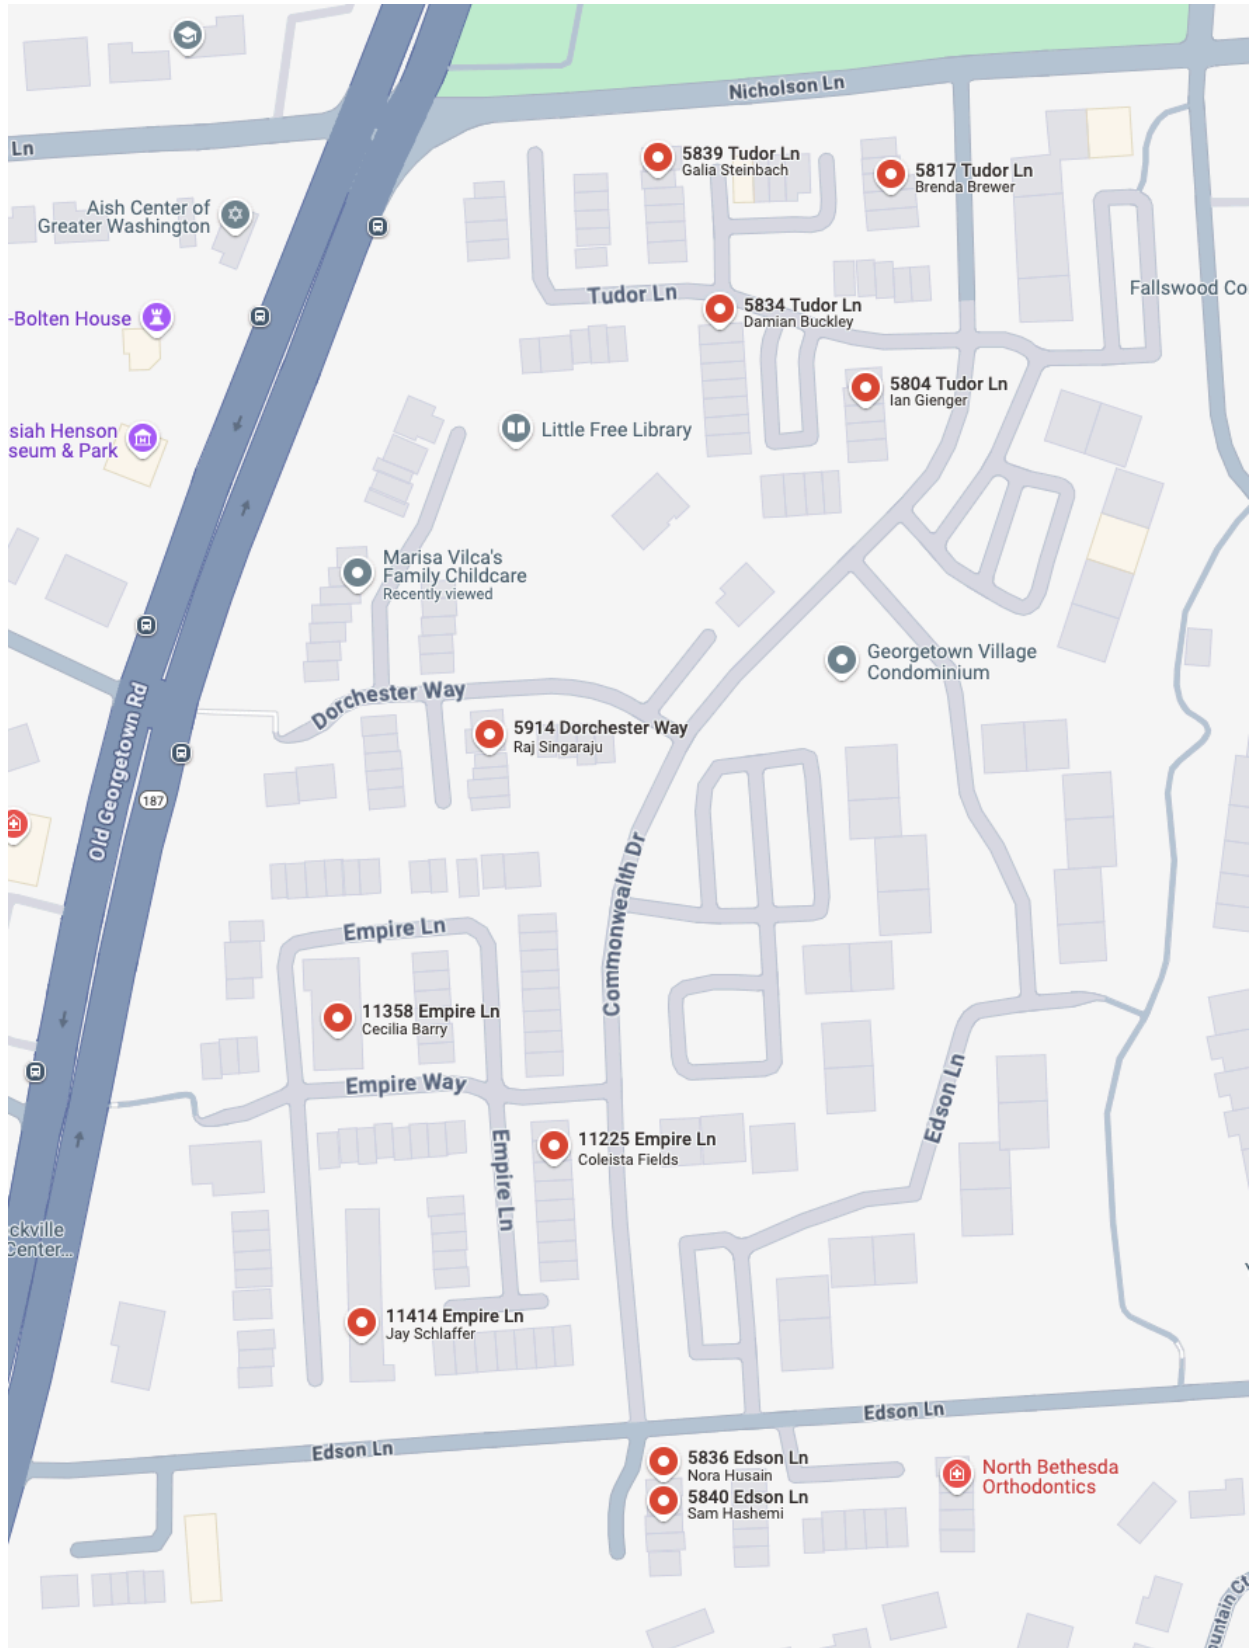 Nicholson Ln
Ln
5839 Tudor Ln
Galia Steinbach
5817 Tudor Ln
Brenda Brewer
Aish Center of
Greater Washington
Tudor Ln
5834 Tudor Ln
Damian Buckley
Fallswood Co
-Bolten House
5804 Tudor Ln
Ian Gienger
siah Henson
seum & Park
Little Free Library
Marisa Vilca's
Family Childcare
Recently viewed
Georgetown Village
Condominium
Dorchester Way
5914 Dorchester Way
Raj Singaraju
Old Georgetown Rd
187
Commonwealth Dr
Empire Ln
11358 Empire Ln
Cecilia Barry
Empire Way
Edson Ln
11225 Empire Ln
Coleista Fields
Empire Ln
ckville
Center...
11414 Empire Ln
Jay Schlaffer
Edson Ln
Edson Ln
5836 Edson Ln
Nora Husain
5840 Edson Ln
Sam Hashemi
North Bethesda
Orthodontics
untain Ct